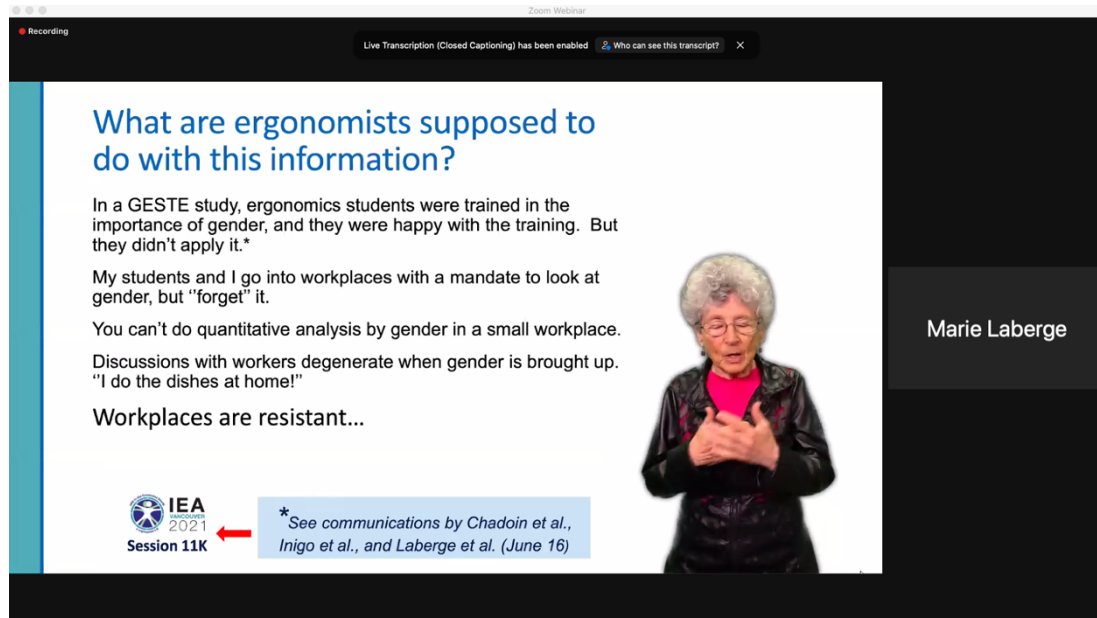 Zoom Webinar
Recording
Live Transcription (Closed Captioning) has been enabled
Who can see this transcript?
What are ergonomists supposed to
do with this information?
In a GESTE study, ergonomics students were trained in the
importance of gender, and they were happy with the training.  But
they didn't apply it.*
My students and I go into workplaces with a mandate to look at
gender, but ‘’forget’’ it.
You can't do quantitative analysis by gender in a small workplace.
Discussions with workers degenerate when gender is brought up.
‘’I do the dishes at home!’’
Workplaces are resistant...
IEA
VANCOUVER
2021
Session 11K
*See communications by Chadoin et al.,
Inigo et al., and Laberge et al. (June 16)
Marie Laberge